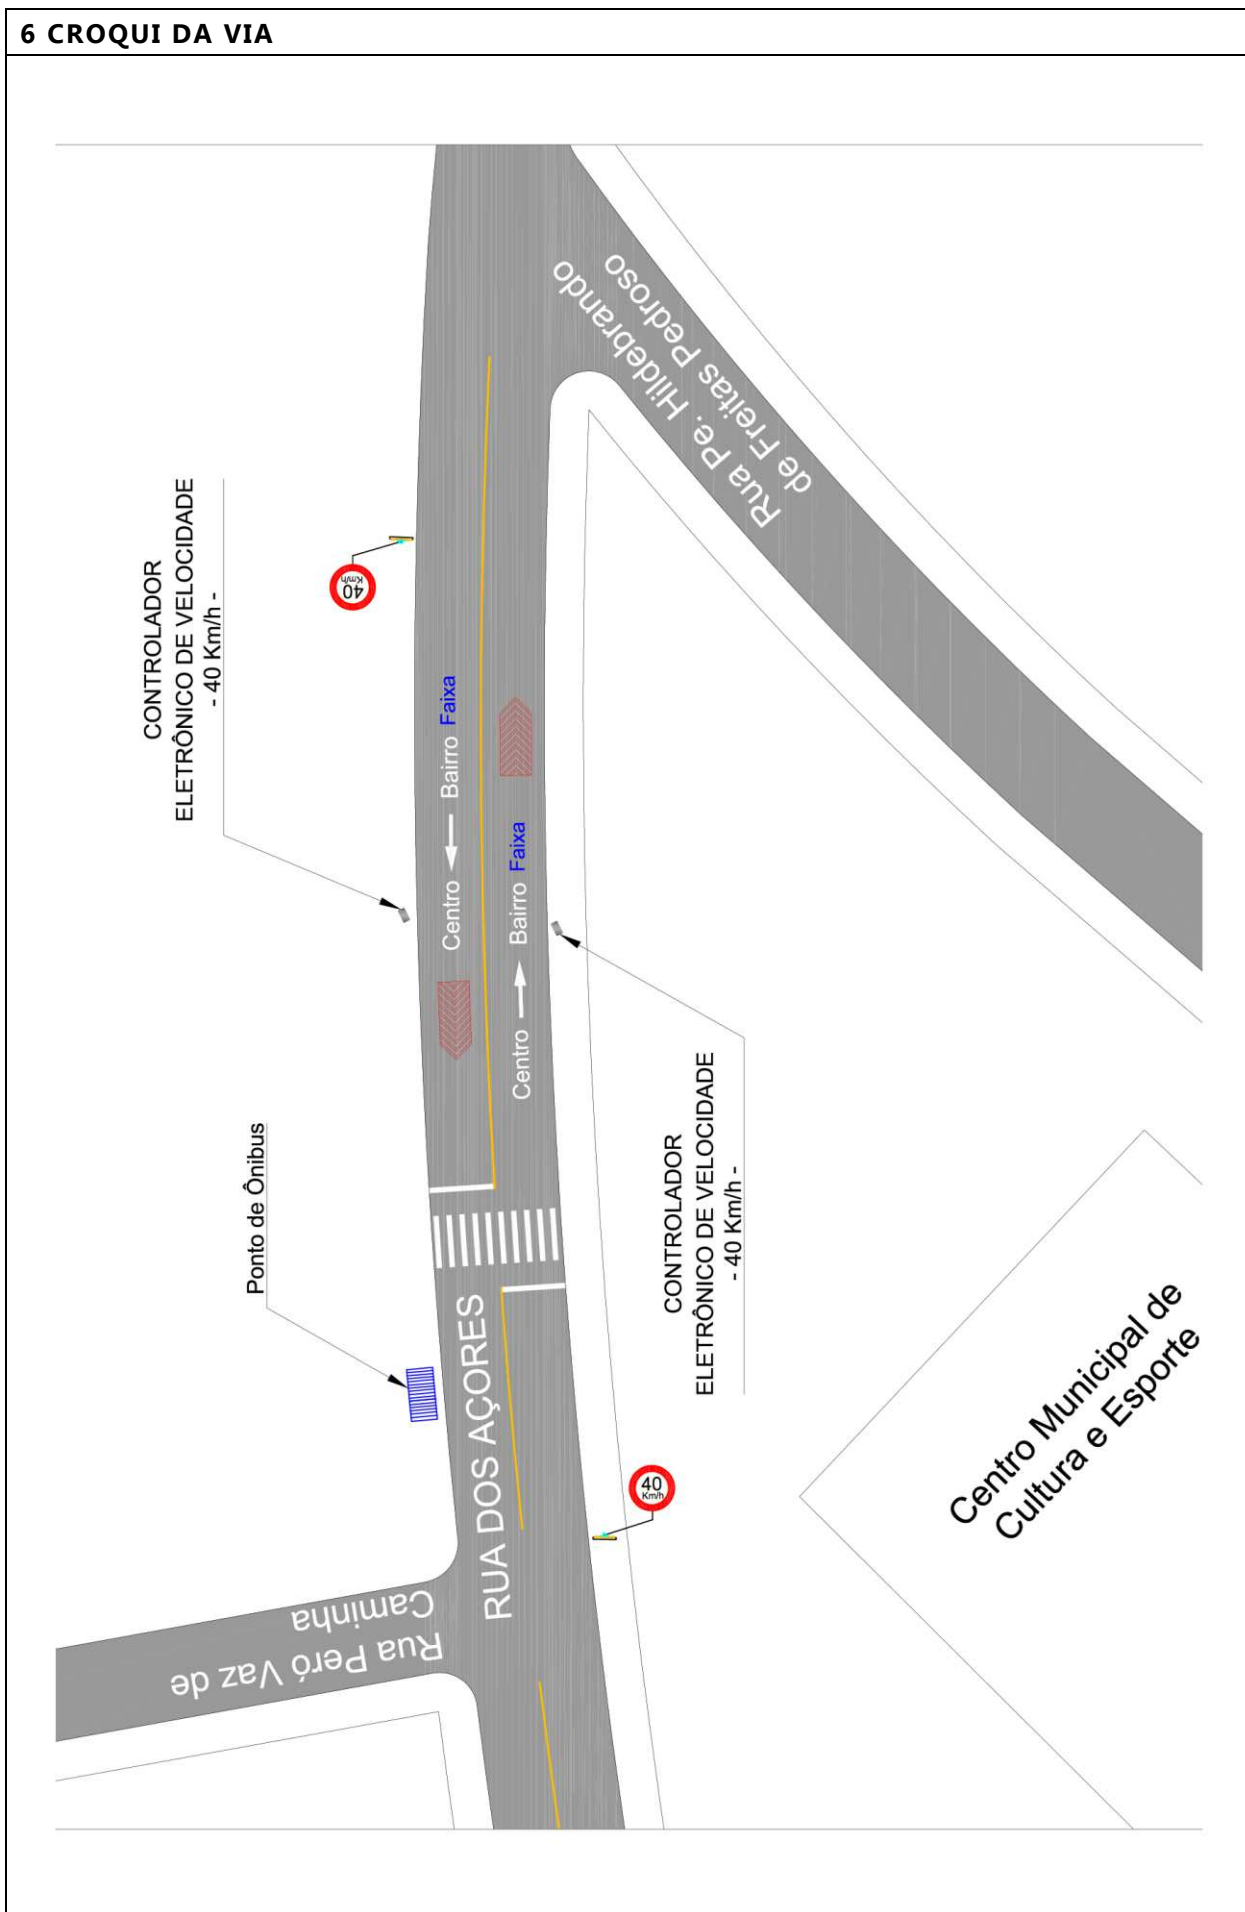 6 CROQUI DA VIA
Rua Pe. Hildebrando
de Freitas Pedroso
CONTROLADOR
ELETRÔNICO DE VELOCIDADE
- 40 Km/h -
40
Km/h
Centro Bairro Faixa
Centro Bairro Faixa
CONTROLADOR
ELETRÔNICO DE VELOCIDADE
- 40 Km/h -
Ponto de Ônibus
RUA DOS AÇORES
40
Km/h
Rua Peró Vaz de
Caminha
Centro Municipal de
Cultura e Esporte